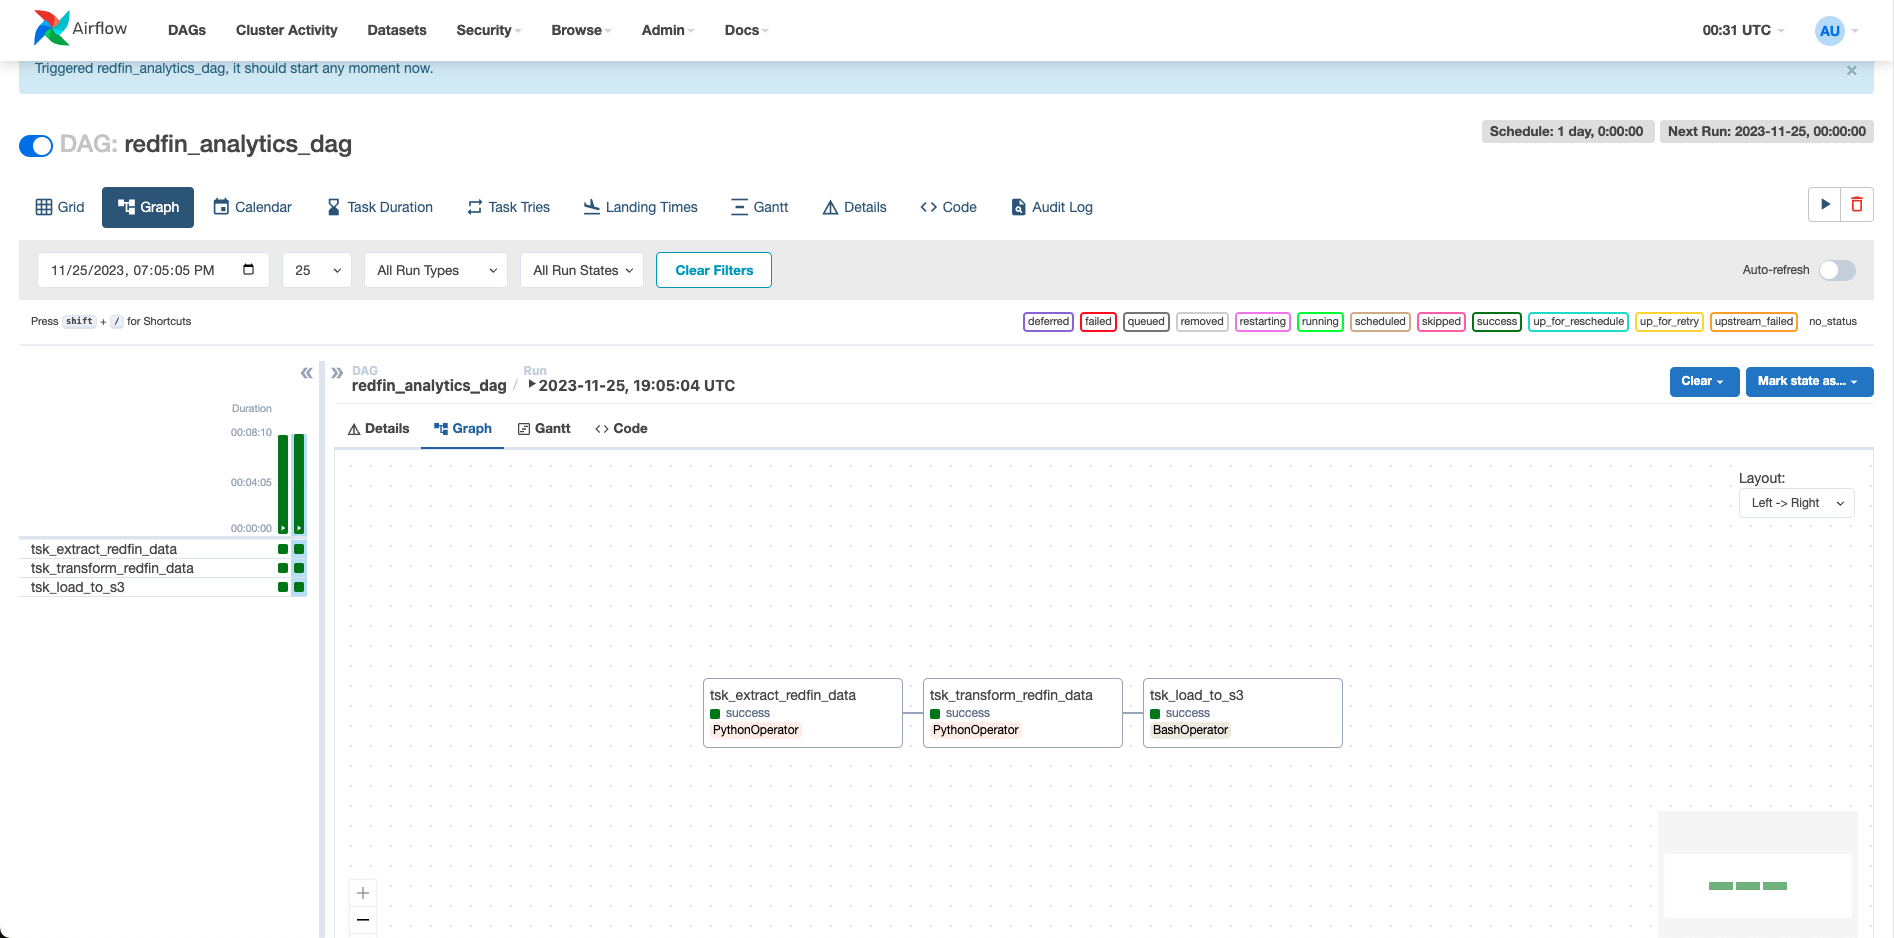 Airflow DAGs Cluster Activity Datasets Security Browse Admin Docs 00:31 UTC AU
Triggered redfin_analytics_dag, it should start any moment now. ×
DAG: redfin_analytics_dag
Schedule: 1 day, 0:00:00 Next Run: 2023-11-25, 00:00:00
Grid Graph Calendar Task Duration Task Tries Landing Times Gantt Details Code Audit Log
11/25/2023, 07:05:05 PM 25 All Run Types All Run States Clear Filters Auto-refresh
Press shift + / for Shortcuts
deferred failed queued removed restarting running scheduled skipped success up_for_reschedule up_for_retry upstream_failed no_status
DAG Run
redfin_analytics_dag / 2023-11-25, 19:05:04 UTC
Clear Mark state as...
Duration
00:08:10
00:04:05
00:00:00
tsk_extract_redfin_data
tsk_transform_redfin_data
tsk_load_to_s3
Details Graph Gantt Code
Layout:
Left -> Right
tsk_extract_redfin_data
success
PythonOperator
tsk_transform_redfin_data
success
PythonOperator
tsk_load_to_s3
success
BashOperator